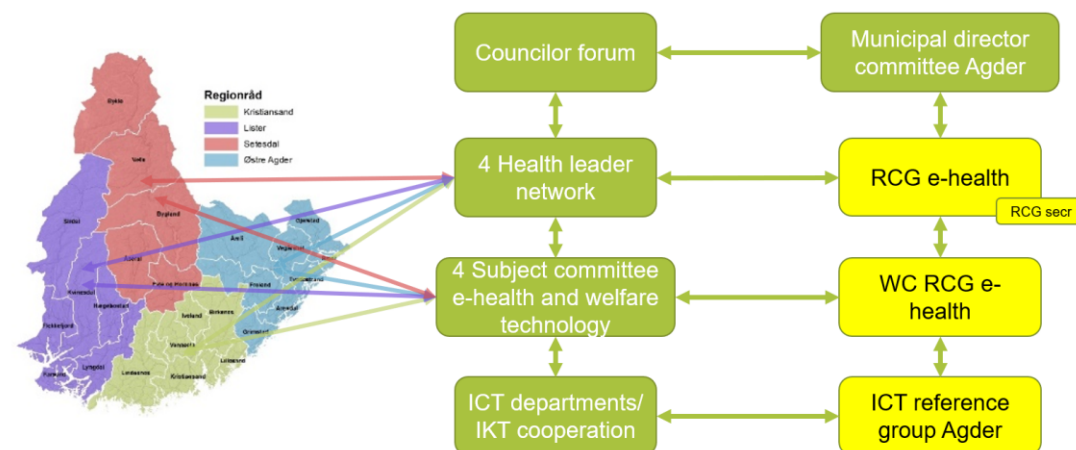 Councilor forum
Municipal director
committee Agder
Regionråd
Kristiansand
Lister
Setesdal
Østre Agder
4 Health leader
network
RCG e-health
RCG secr
4 Subject committee
e-health and welfare
technology
WC RCG e-
health
ICT departments/
IKT cooperation
ICT reference
group Agder
Bykle
Valle
Bygland
Sirdal
Åmli
Gjerstad
Kvinesdal
Hægebostad
Froland
Evje og Hornnes
Iveland
Birkenes
Grimstad
Arendal
Flekkefjord
Vennesla
Lillesand
Lyngdal
Lindesnes
Kristiansand
Farsund